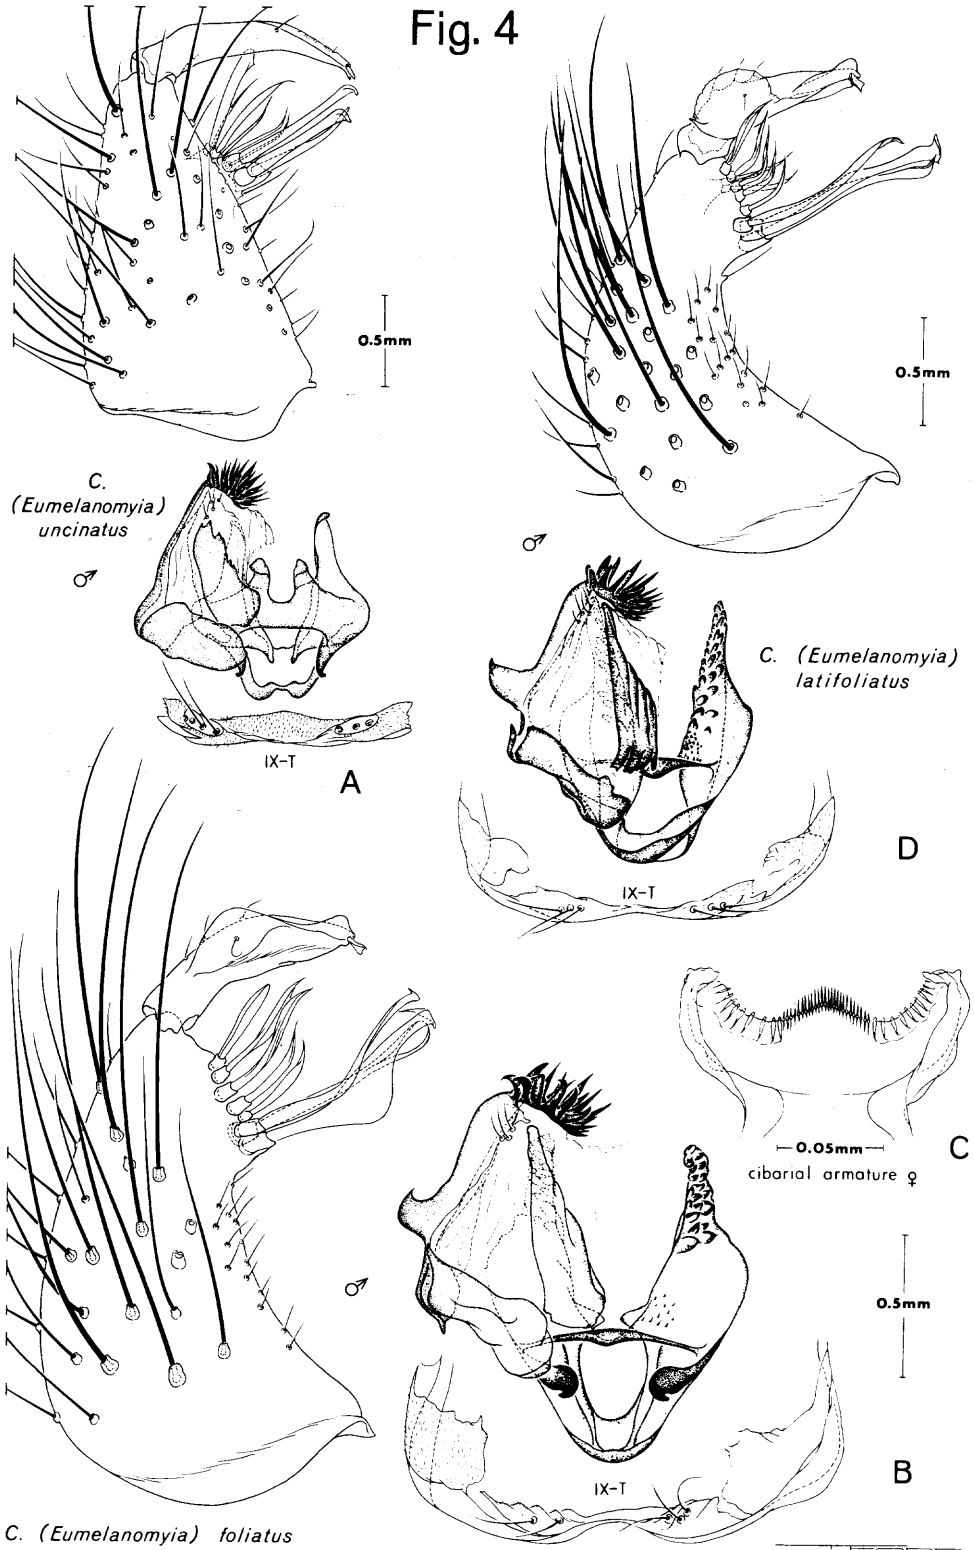 Fig. 4
0.5mm
0.5mm
C.
(Eumelanomyia)
uncinatus
♂
IX-T
A
♂
C. (Eumelanomyia)
latifoliatus
D
IX-T
C
0.05mm
cibarial armature ♀
♂
0.5mm
IX-T
B
C. (Eumelanomyia) foliatus